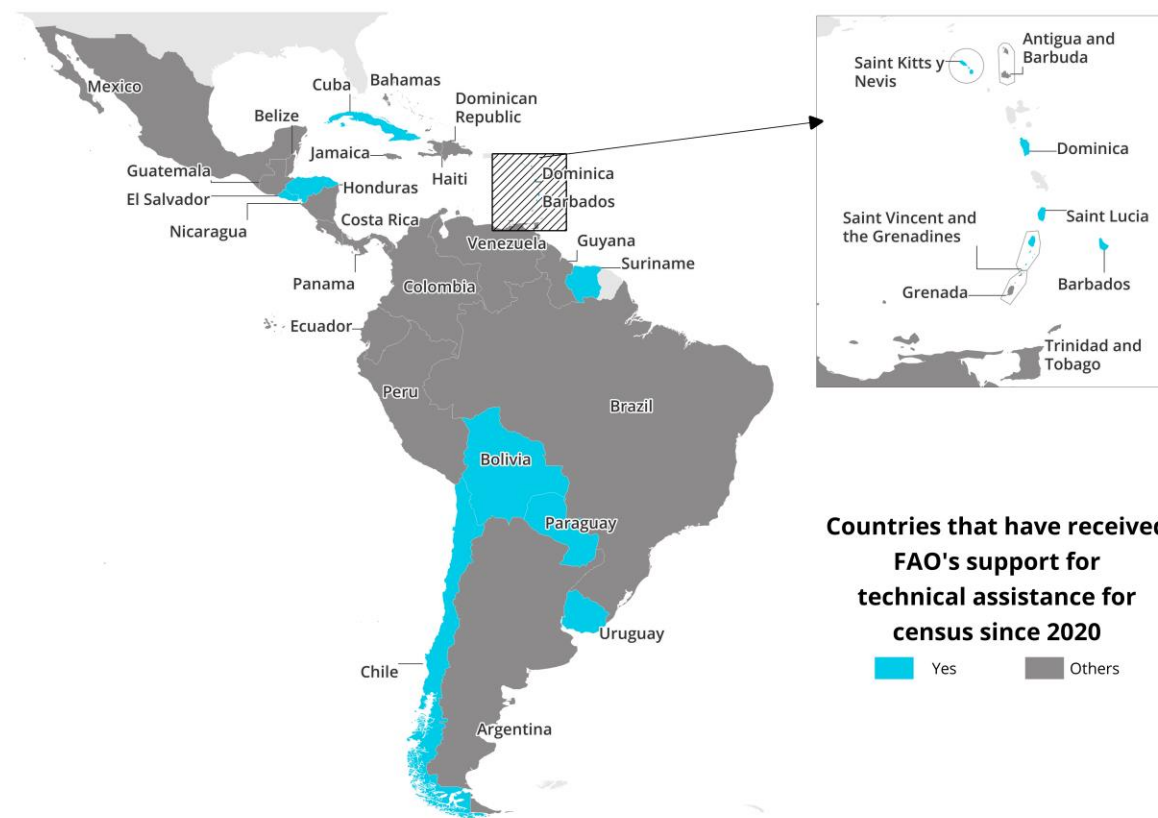 Mexico
Cuba
Bahamas
Dominican
Republic
Belize
Jamaica
Haiti
Guatemala
El Salvador
Honduras
Nicaragua
Costa Rica
Panama
Dominica
Barbados
Venezuela
Guyana
Suriname
Colombia
Ecuador
Peru
Brazil
Bolivia
Paraguay
Uruguay
Chile
Argentina
Saint Kitts y
Nevis
Antigua and
Barbuda
Dominica
Saint Lucia
Saint Vincent and
the Grenadines
Grenada
Barbados
Trinidad and
Tobago
Countries that have received
FAO's support for
technical assistance for
census since 2020
Yes
Others